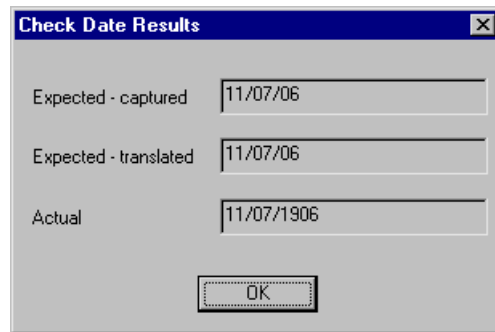 Check Date Results
Expected - captured 11/07/06
Expected - translated 11/07/06
Actual 11/07/1906
OK